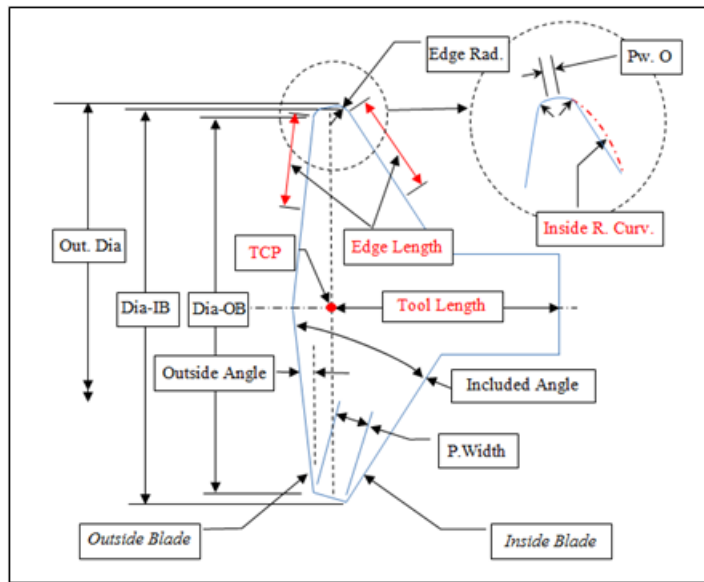 Edge Rad.
Pw. O
Inside R. Curv.
Edge Length
TCP
Out. Dia
Dia-IB
Dia-OB
Tool Length
Outside Angle
Included Angle
P.Width
Outside Blade
Inside Blade